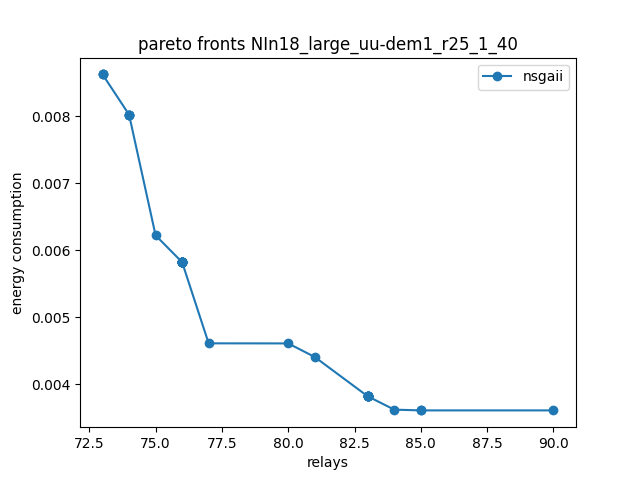 pareto fronts NIn18_large_uu-dem1_r25_1_40
nsgaii
0.008
0.007
0.006
0.005
0.004
energy consumption
72.5 75.0 77.5 80.0 82.5 85.0 87.5 90.0
relays